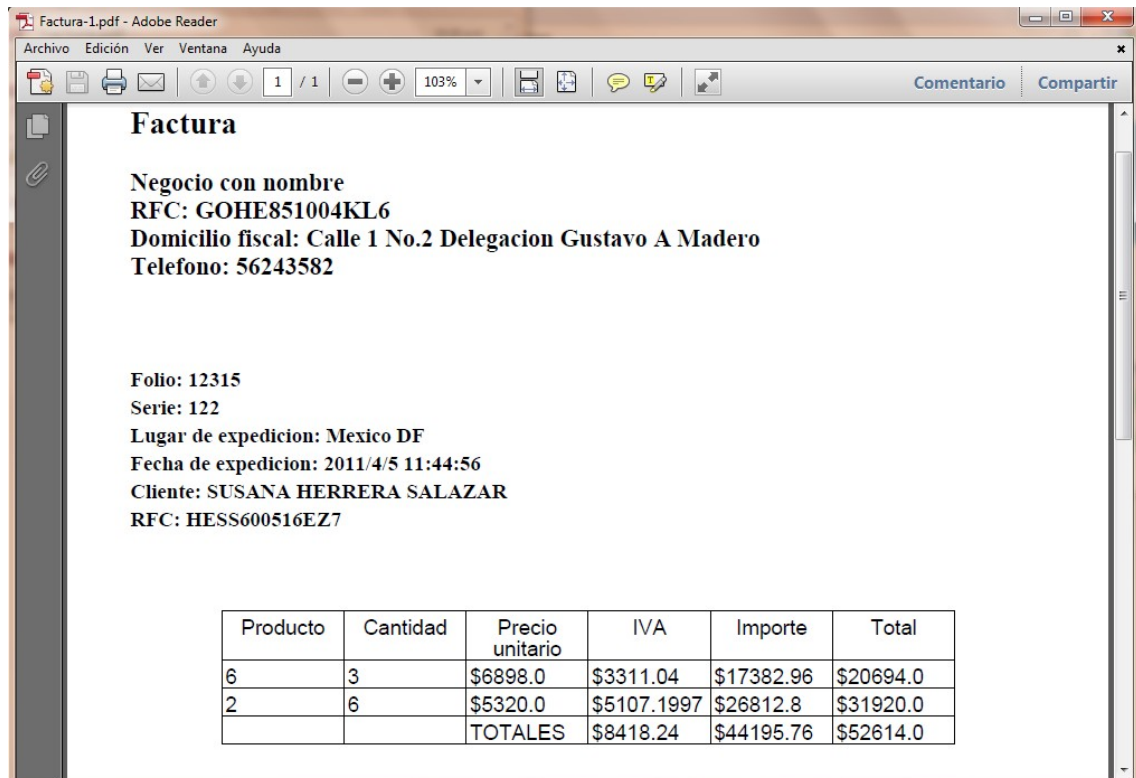 Factura-1.pdf - Adobe Reader
Archivo Edición Ver Ventana Ayuda
1 / 1 103% Comentario Compartir
Factura
Negocio con nombre
RFC: GOHE851004KL6
Domicilio fiscal: Calle 1 No.2 Delegacion Gustavo A Madero
Telefono: 56243582
Folio: 12315
Serie: 122
Lugar de expedicion: Mexico DF
Fecha de expedicion: 2011/4/5 11:44:56
Cliente: SUSANA HERRERA SALAZAR
RFC: HESS600516EZ7
Producto Cantidad Precio unitario IVA Importe Total
6 3 $6898.0 $3311.04 $17382.96 $20694.0
2 6 $5320.0 $5107.1997 $26812.8 $31920.0
TOTALES $8418.24 $44195.76 $52614.0